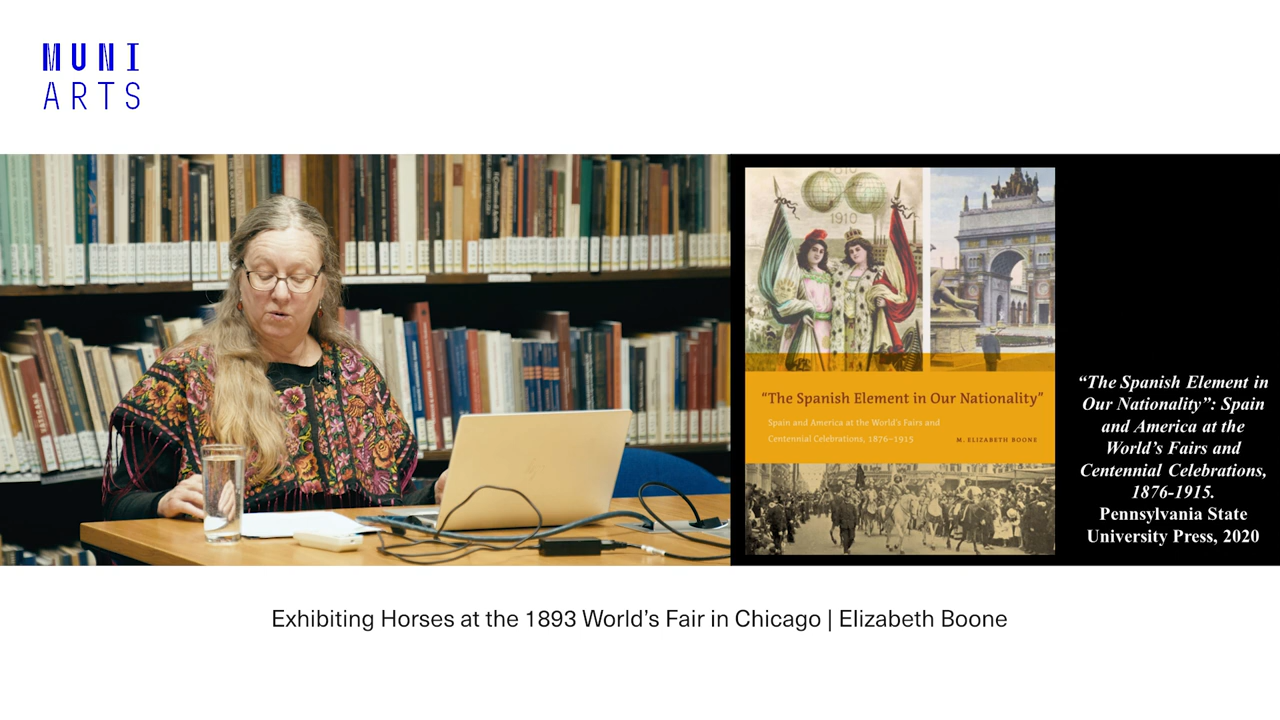 MUNI
ARTS
1810
1910
“The Spanish Element in Our Nationality”
Spain and America at the World’s Fairs and
Centennial Celebrations, 1876–1915
M. ELIZABETH BOONE
“The Spanish Element in
Our Nationality”: Spain
and America at the
World’s Fairs and
Centennial Celebrations,
1876-1915.
Pennsylvania State
University Press, 2020
Exhibiting Horses at the 1893 World’s Fair in Chicago | Elizabeth Boone